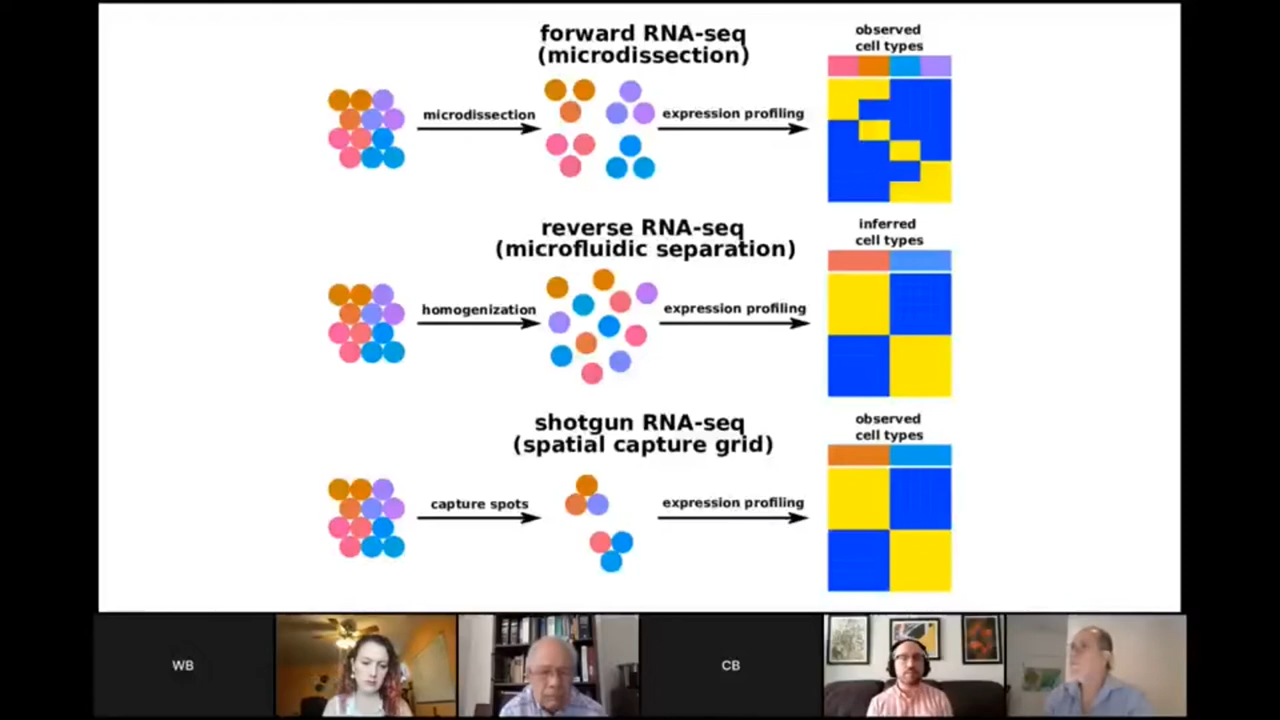 forward RNA-seq
(microdissection)
observed
cell types
microdissection
expression profiling
reverse RNA-seq
(microfluidic separation)
inferred
cell types
homogenization
expression profiling
shotgun RNA-seq
(spatial capture grid)
observed
cell types
capture spots
expression profiling
WB
CB